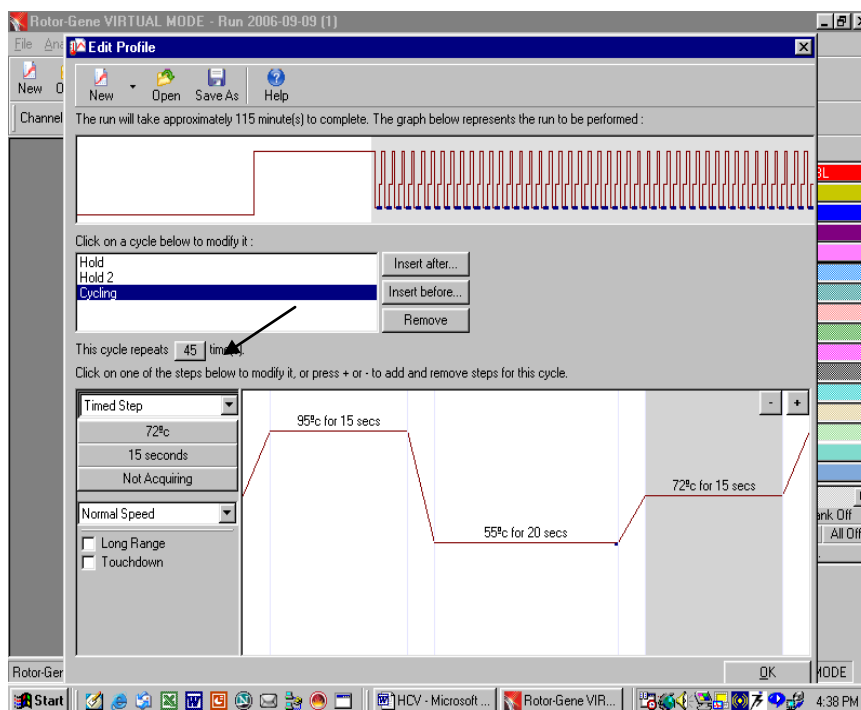 Rotor-Gene VIRTUAL MODE - Run 2006-09-09 (1)
File Ana
Edit Profile
New
New Open Save As Help
Channel
The run will take approximately 115 minute(s) to complete. The graph below represents the run to be performed :
Click on a cycle below to modify it :
Hold
Hold 2
Cycling
Insert after...
Insert before...
Remove
This cycle repeats 45 time(s).
Click on one of the steps below to modify it, or press + or - to add and remove steps for this cycle.
Timed Step
- +
72ºc
15 seconds
Not Acquiring
Normal Speed
Long Range
Touchdown
95ºc for 15 secs
55ºc for 20 secs
72ºc for 15 secs
ank Off
All Off
OK
Rotor-Ger
MODE
Start
HCV - Microsoft ...
Rotor-Gene VIR...
4:38 PM